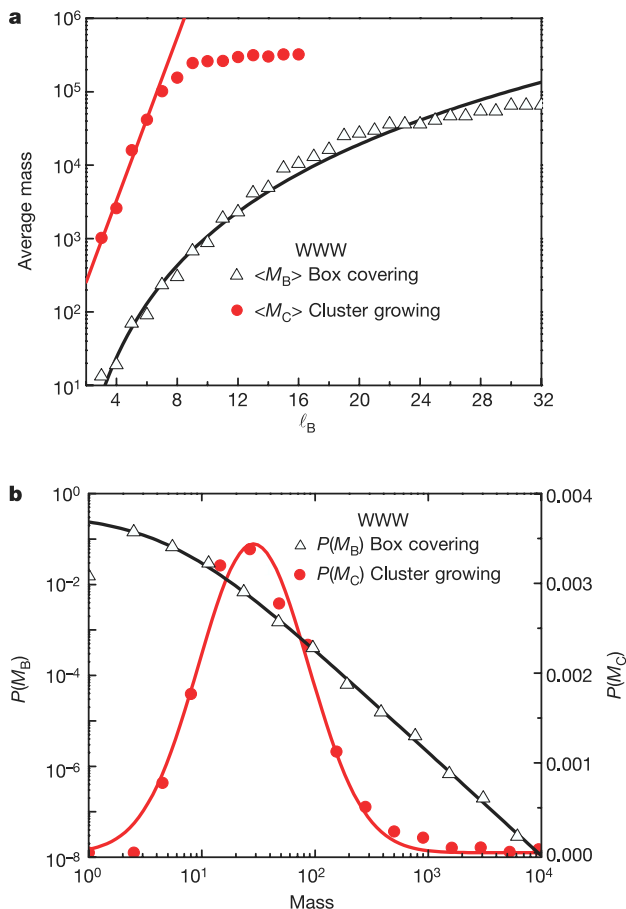 a
10^6
10^5
10^4
10^3
10^2
10^1
Average mass
WWW
<M_B> Box covering
<M_C> Cluster growing
4 8 12 16 20 24 28 32
ℓ_B
b
10^0
10^−2
10^−4
10^−6
10^−8
P(M_B)
WWW
P(M_B) Box covering
P(M_C) Cluster growing
0.004
0.003
0.002
0.001
0.000
P(M_C)
10^0 10^1 10^2 10^3 10^4
Mass